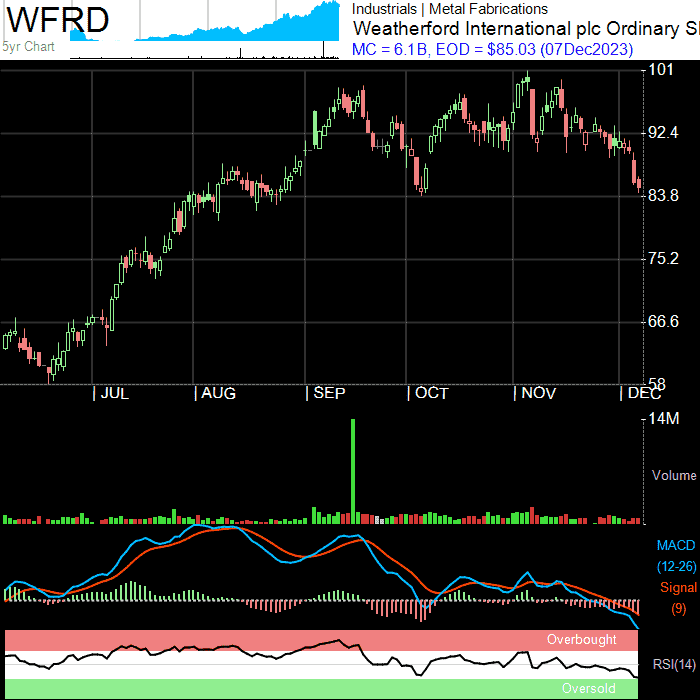 WFRD
5yr Chart
Industrials | Metal Fabrications
Weatherford International plc Ordinary S
MC = 6.1B, EOD = $85.03 (07Dec2023)
101
92.4
83.8
75.2
66.6
58
| JUL | AUG | SEP | OCT | NOV | DEC
14M
Volume
MACD
(12-26)
Signal
(9)
Overbought
RSI(14)
Oversold